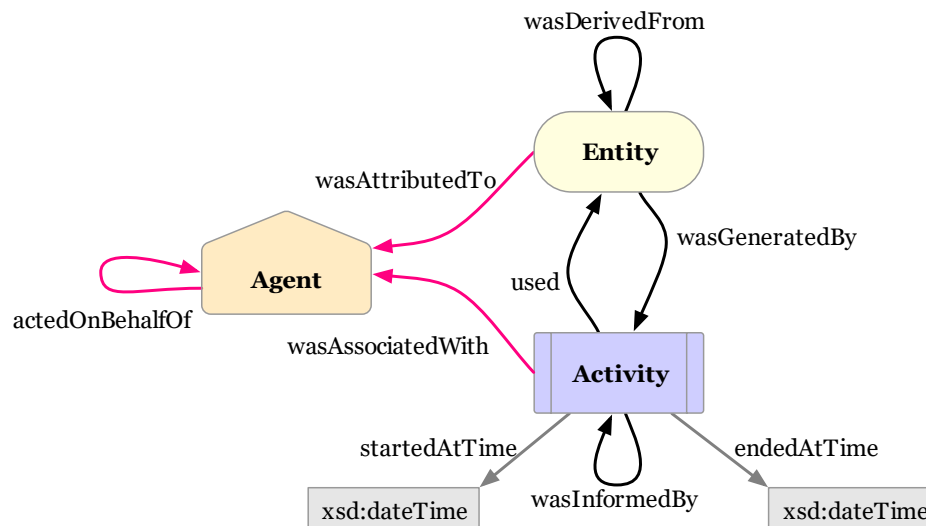 wasDerivedFrom
Entity
wasAttributedTo
wasGeneratedBy
used
Agent
actedOnBehalfOf
wasAssociatedWith
Activity
startedAtTime
endedAtTime
wasInformedBy
xsd:dateTime
xsd:dateTime